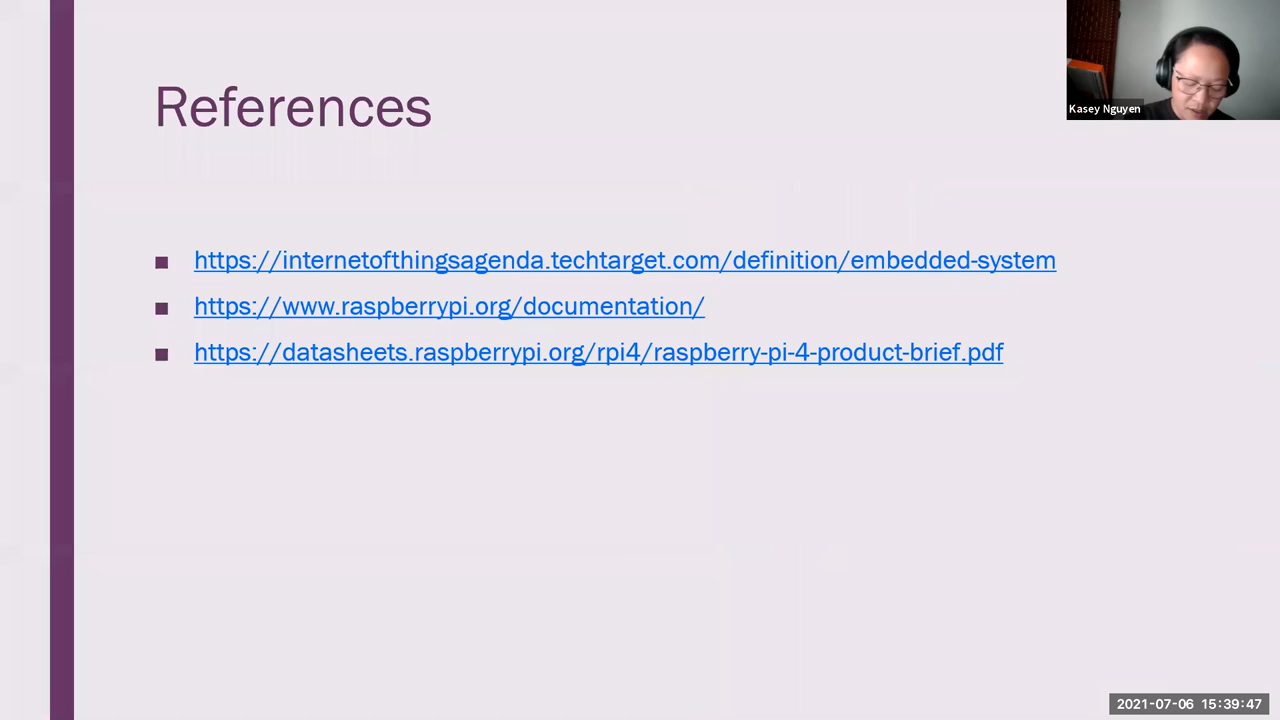 References
Kasey Nguyen
https://internetofthingsagenda.techtarget.com/definition/embedded-system
https://www.raspberrypi.org/documentation/
https://datasheets.raspberrypi.org/rpi4/raspberry-pi-4-product-brief.pdf
2021-07-06 15:39:47